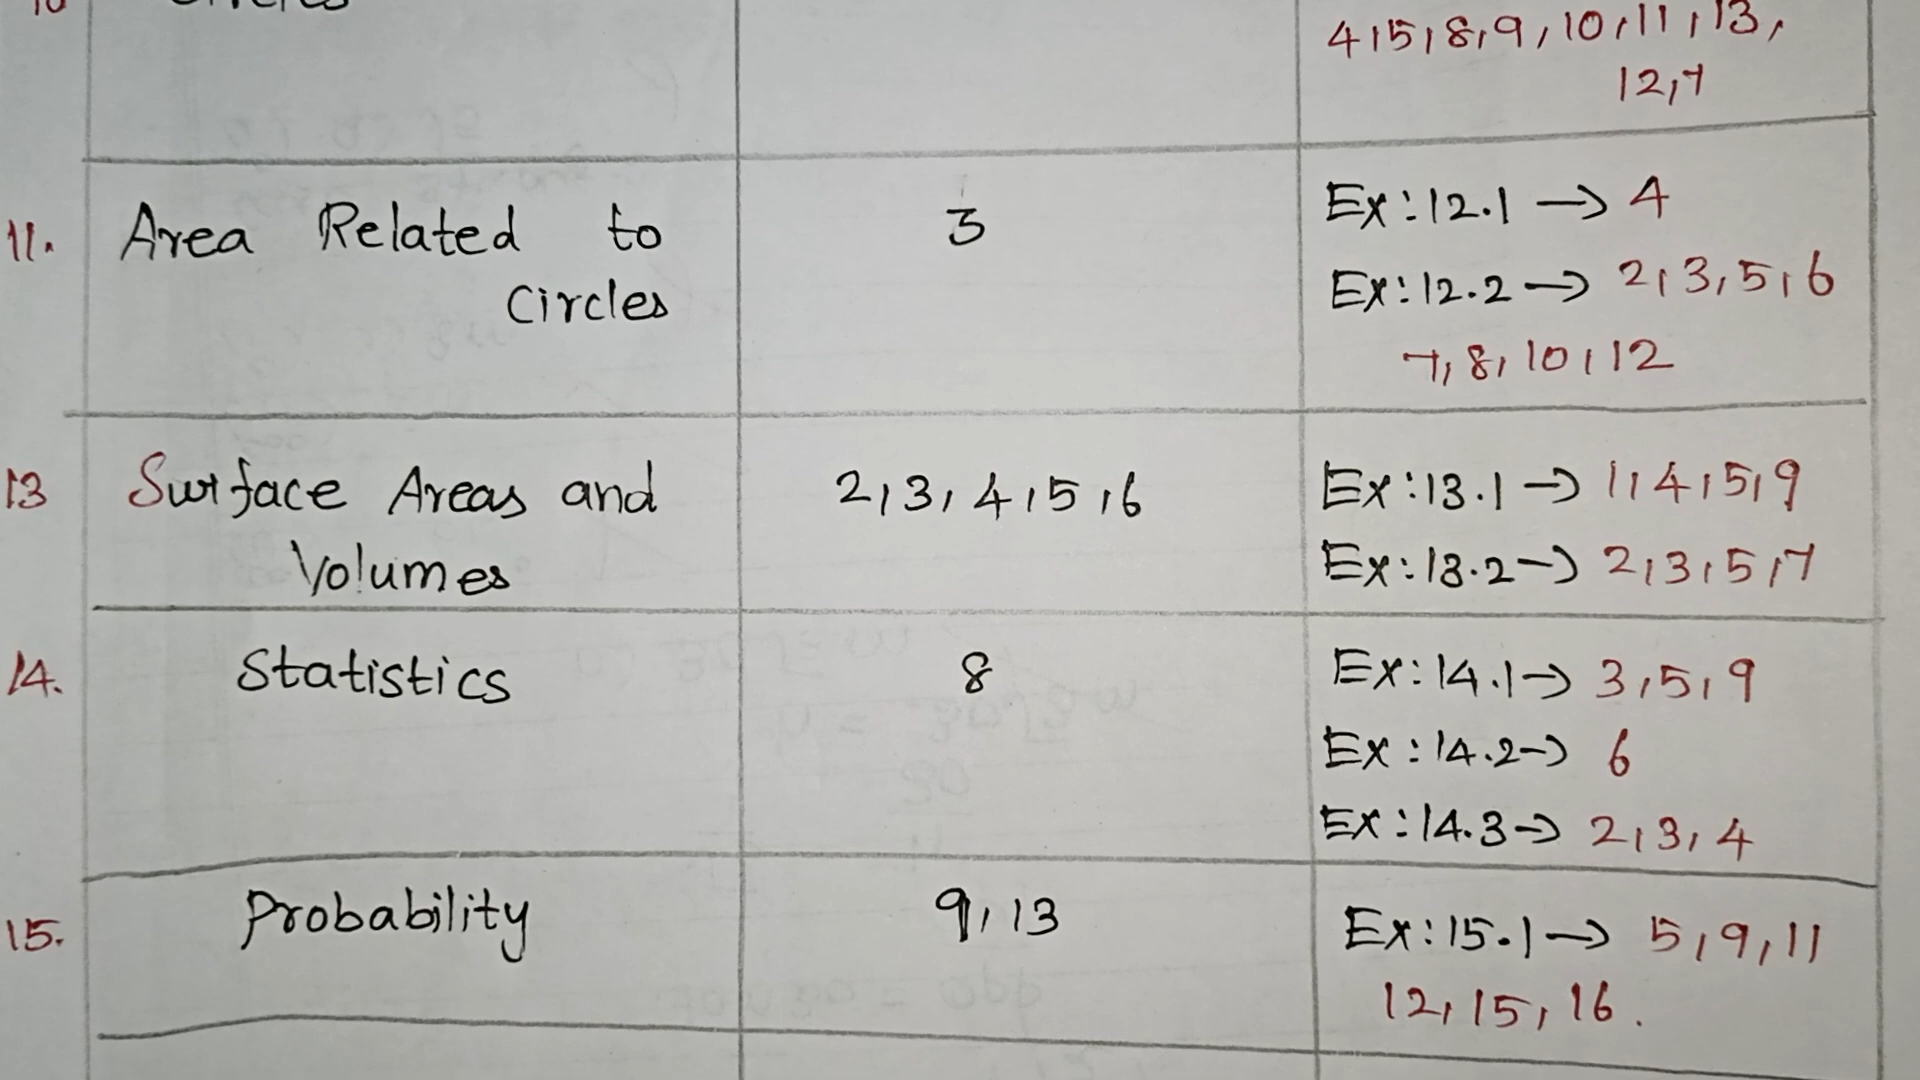 4,5,8,9,10,11,13,
12,7
11. Area Related to 3 Ex:12.1 → 4
Circles Ex:12.2 → 2,3,5,6
7,8,10,12
13 Surface Areas and 2,3,4,5,6 Ex:13.1 → 1,4,5,9
Volumes Ex:13.2 → 2,3,5,7
14. Statistics 8 Ex:14.1 → 3,5,9
Ex:14.2 → 6
Ex:14.3 → 2,3,4
15. Probability 9,13 Ex:15.1 → 5,9,11
12,15,16.